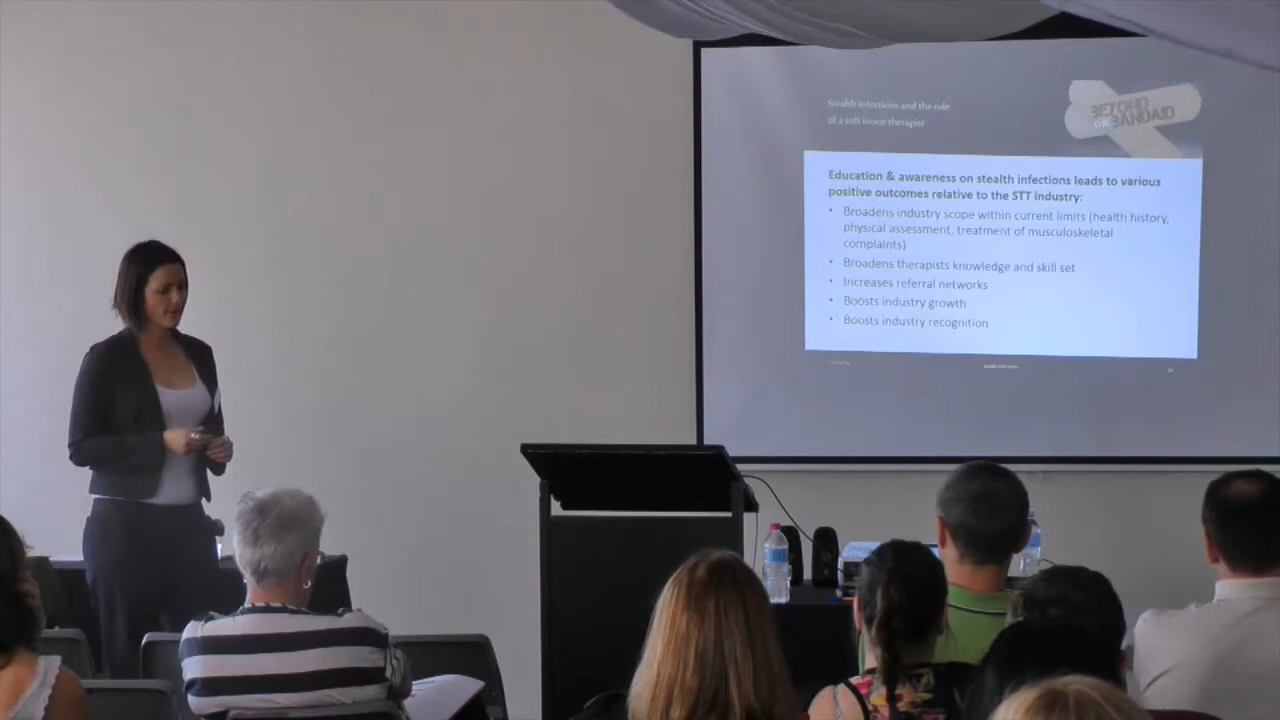 Stealth infections and the role
of a soft tissue therapist
BEYOND
THE BANDAID
Education & awareness on stealth infections leads to various
positive outcomes relative to the STT industry:
• Broadens industry scope within current limits (health history,
physical assessment, treatment of musculoskeletal
complaints)
• Broadens therapists knowledge and skill set
• Increases referral networks
• Boosts industry growth
• Boosts industry recognition